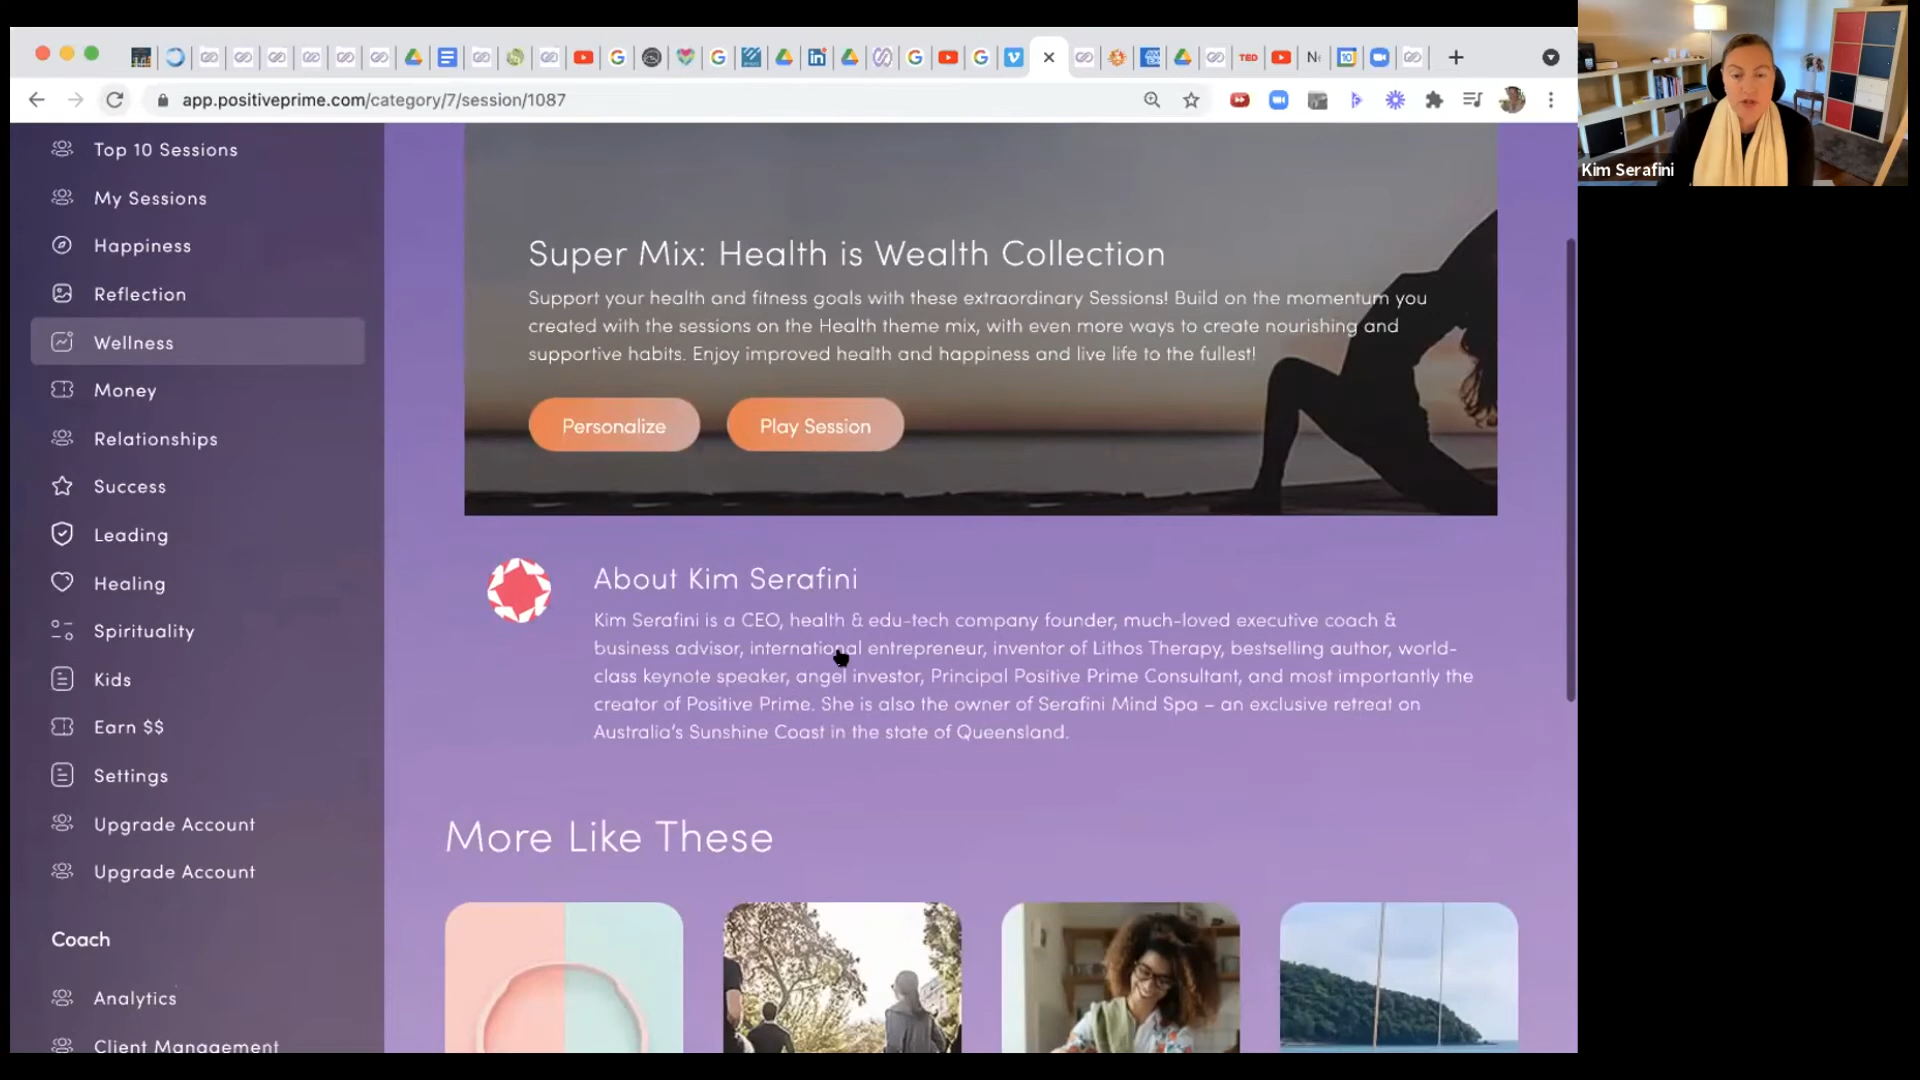 TED
N
10
app.positiveprime.com/category/7/session/1087
Kim Serafini
Top 10 Sessions
My Sessions
Happiness
Reflection
Wellness
Money
Relationships
Success
Leading
Healing
Spirituality
Kids
Earn $$
Settings
Upgrade Account
Upgrade Account
Coach
Analytics
Client Management
Super Mix: Health is Wealth Collection
Support your health and fitness goals with these extraordinary Sessions! Build on the momentum you
created with the sessions on the Health theme mix, with even more ways to create nourishing and
supportive habits. Enjoy improved health and happiness and live life to the fullest!
Personalize
Play Session
About Kim Serafini
Kim Serafini is a CEO, health & edu-tech company founder, much-loved executive coach &
business advisor, international entrepreneur, inventor of Lithos Therapy, bestselling author, world-
class keynote speaker, angel investor, Principal Positive Prime Consultant, and most importantly the
creator of Positive Prime. She is also the owner of Serafini Mind Spa – an exclusive retreat on
Australia's Sunshine Coast in the state of Queensland.
More Like These